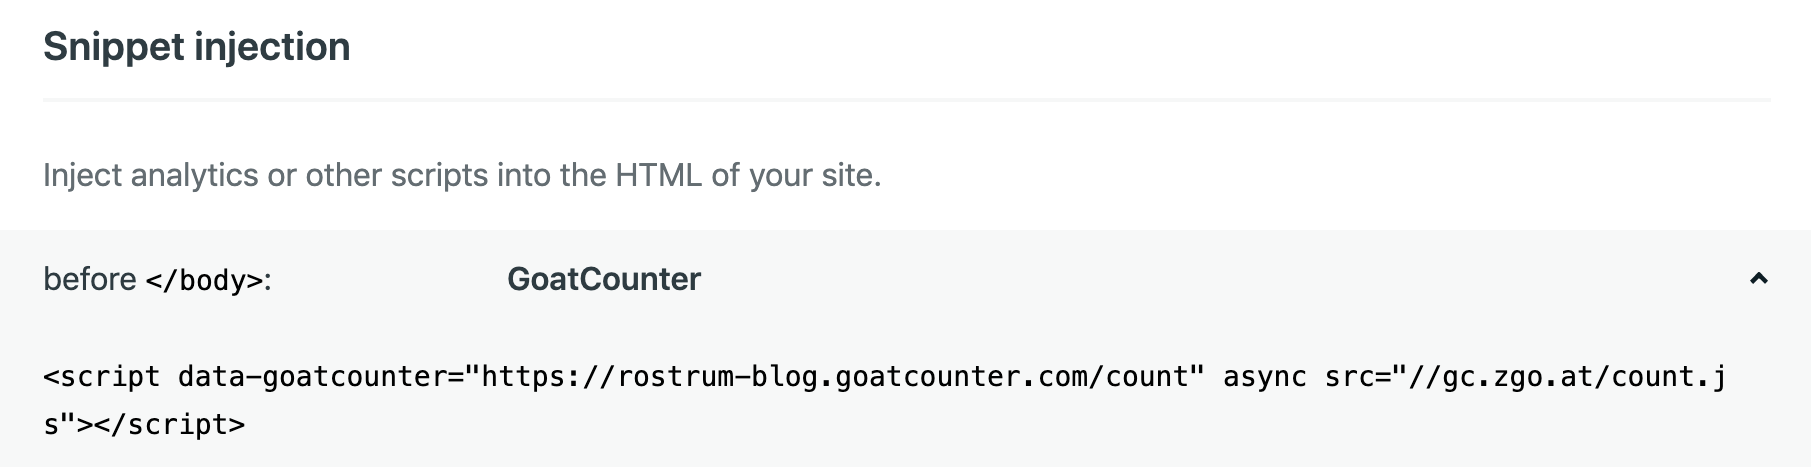 Snippet injection
Inject analytics or other scripts into the HTML of your site.
before </body>: GoatCounter
<script data-goatcounter="https://rostrum-blog.goatcounter.com/count" async src="//gc.zgo.at/count.j
s"></script>